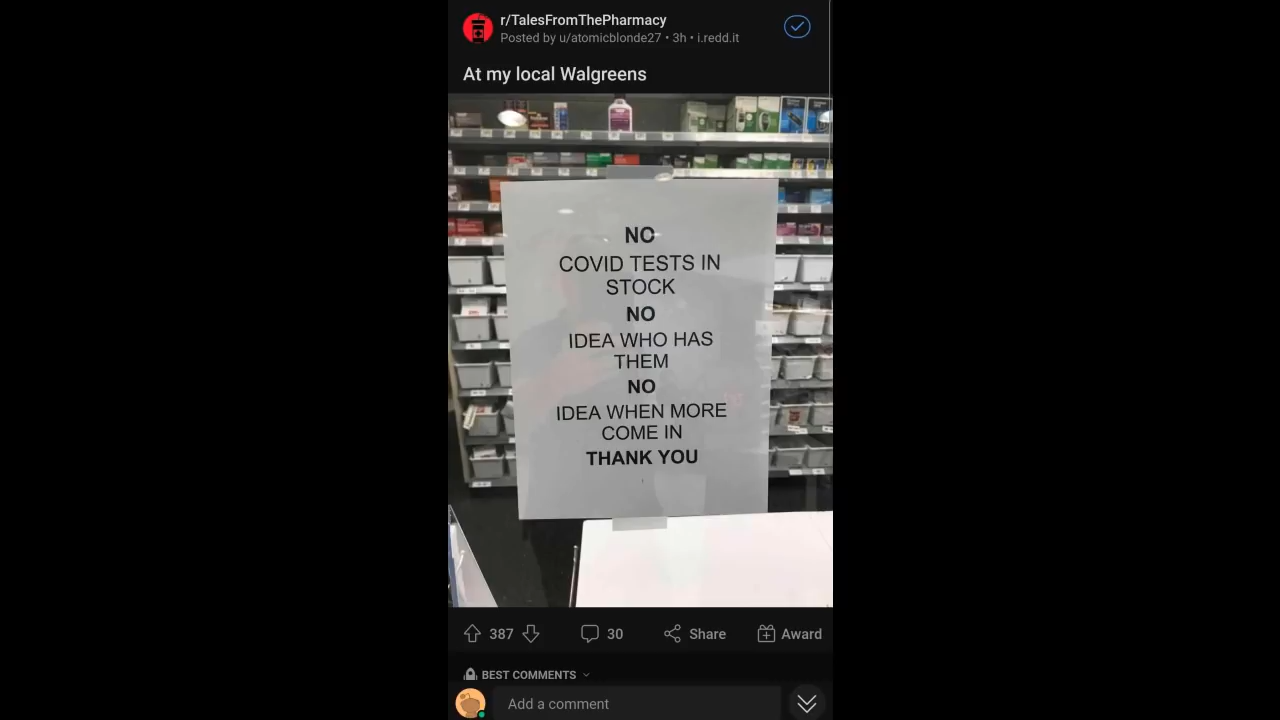 r/TalesFromThePharmacy
Posted by u/atomicblonde27 • 3h • i.redd.it
At my local Walgreens
NO
COVID TESTS IN
STOCK
NO
IDEA WHO HAS
THEM
NO
IDEA WHEN MORE
COME IN
THANK YOU
387
30
Share
Award
BEST COMMENTS
Add a comment